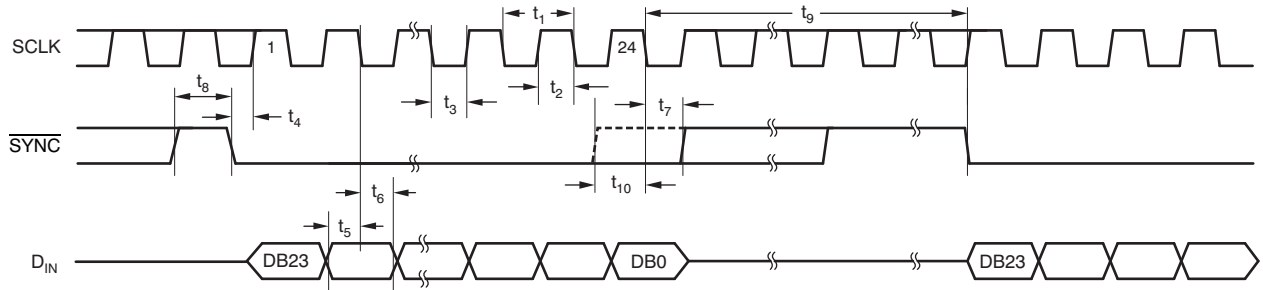 t1
t9
SCLK
1
24
t8
t4
t3
t2
t7
SYNC
t10
t6
t5
DIN
DB23
DB0
DB23